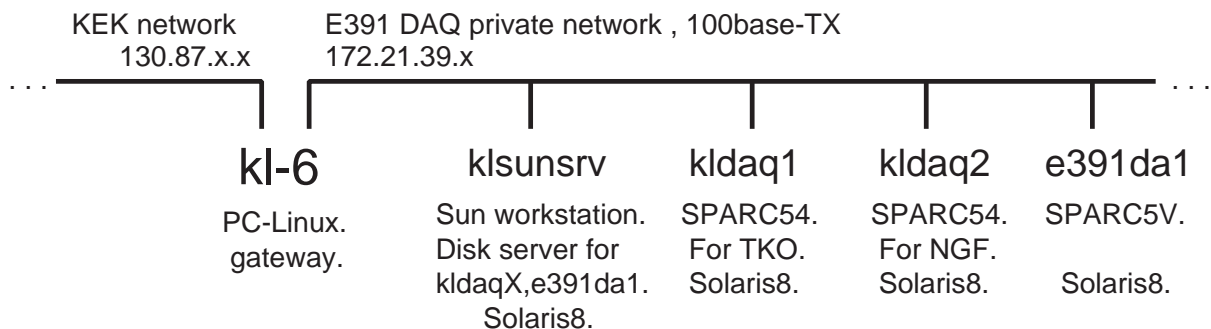 KEK network
130.87.x.x
E391 DAQ private network , 100base-TX
172.21.39.x
. . .
. . .
kl-6
PC-Linux.
gateway.
klsunsrv
Sun workstation.
Disk server for
kldaqX,e391da1.
Solaris8.
kldaq1
SPARC54.
For TKO.
Solaris8.
kldaq2
SPARC54.
For NGF.
Solaris8.
e391da1
SPARC5V.
Solaris8.